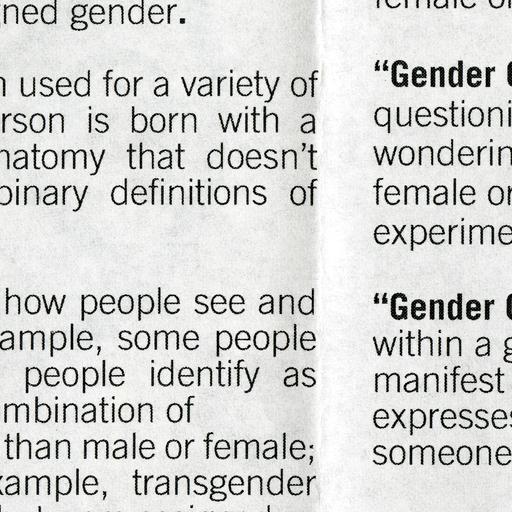 ned gender.
used for a variety of
rson is born with a
natomy that doesn't
binary definitions of
how people see and
ample, some people
people identify as
mbination of
than male or female;
xample, transgender
female or
“Gender
questioni
wonderin
female or
experime
“Gender
within a g
manifest
expresses
someone